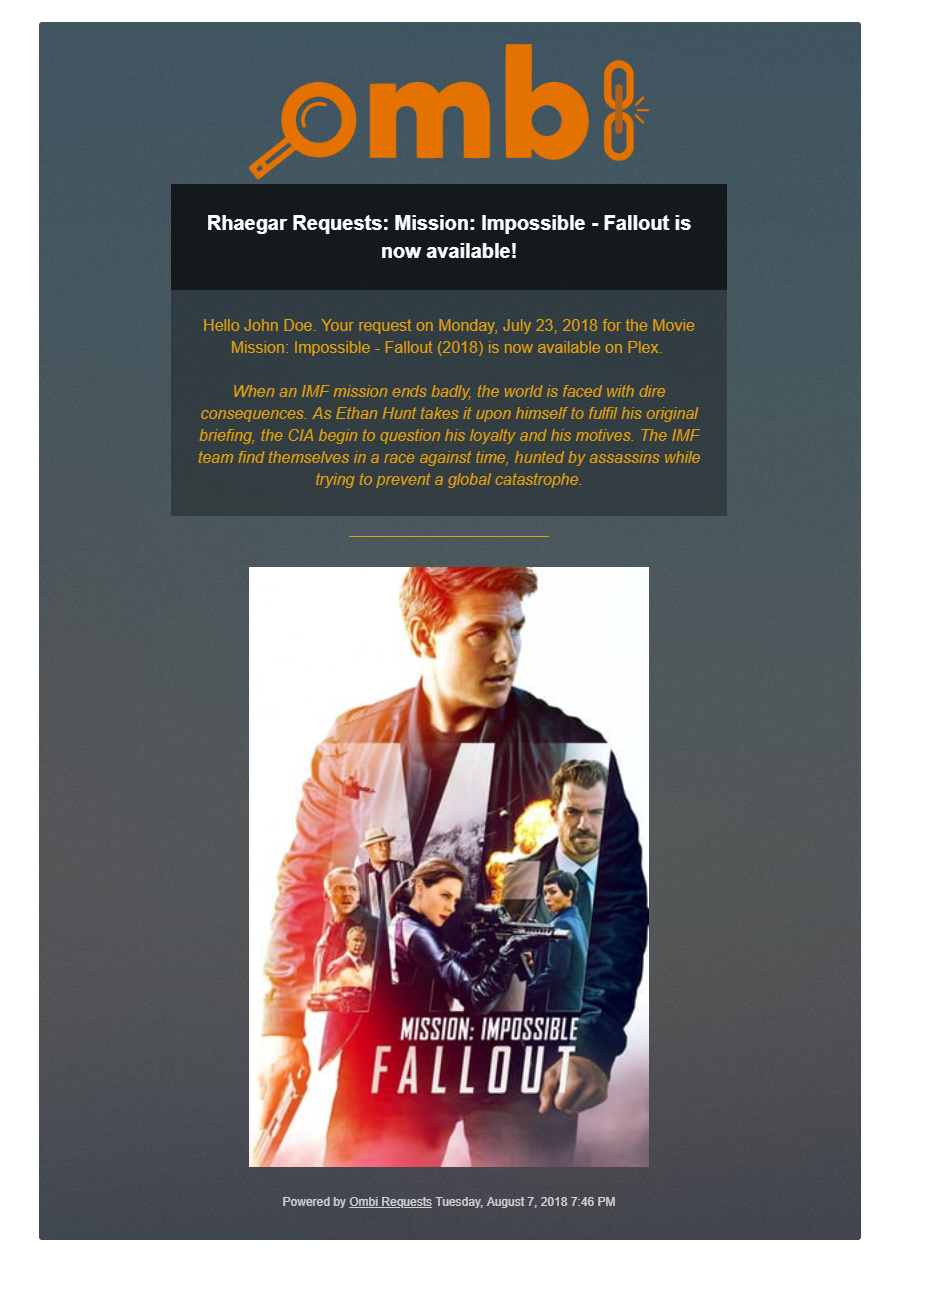 ombi
Rhaegar Requests: Mission: Impossible - Fallout is
now available!
Hello John Doe. Your request on Monday, July 23, 2018 for the Movie
Mission: Impossible - Fallout (2018) is now available on Plex.
When an IMF mission ends badly, the world is faced with dire
consequences. As Ethan Hunt takes it upon himself to fulfil his original
briefing, the CIA begin to question his loyalty and his motives. The IMF
team find themselves in a race against time, hunted by assassins while
trying to prevent a global catastrophe.
MI
6
MISSION: IMPOSSIBLE
FALLOUT
Powered by Ombi Requests Tuesday, August 7, 2018 7:46 PM